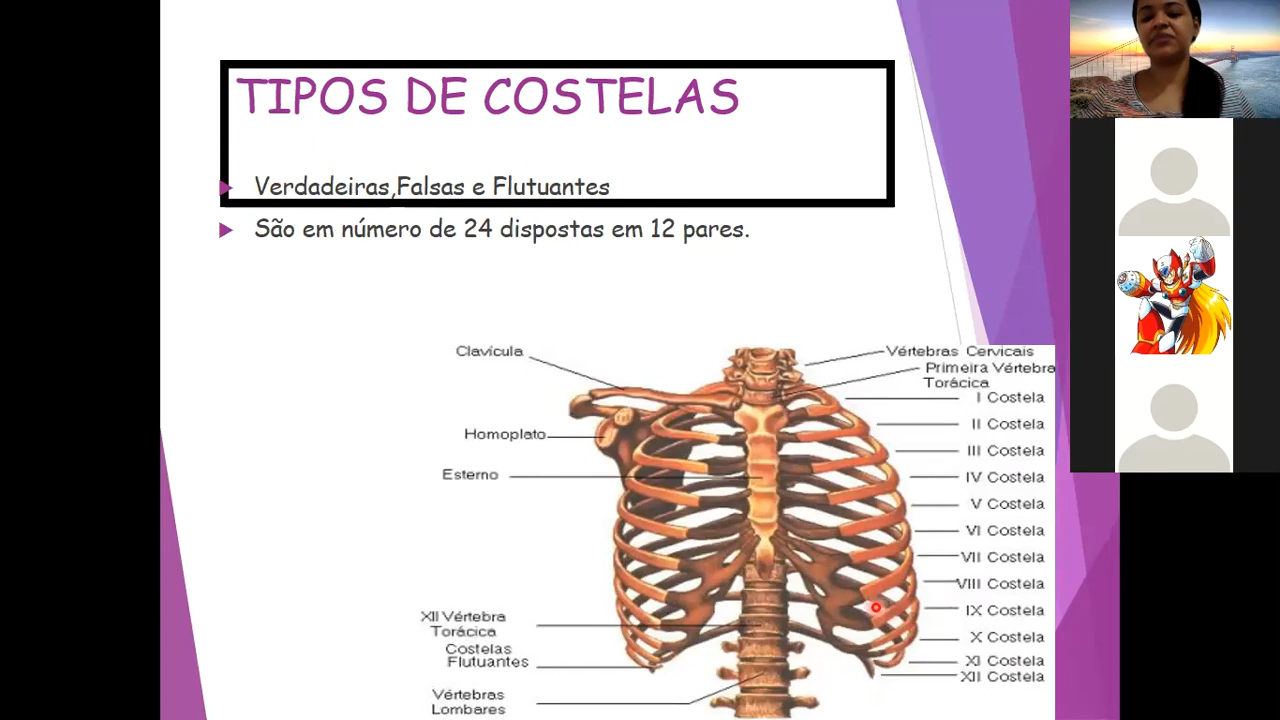 TIPOS DE COSTELAS
Verdadeiras,Falsas e Flutuantes
São em número de 24 dispostas em 12 pares.
Clavícula
Homoplato
Esterno
XII Vértebra
Torácica
Costelas
Flutuantes
Vértebras
Lombares
Vértebras Cervicais
Primeira Vértebra
Torácica
I Costela
II Costela
III Costela
IV Costela
V Costela
VI Costela
VII Costela
VIII Costela
IX Costela
X Costela
XI Costela
XII Costela